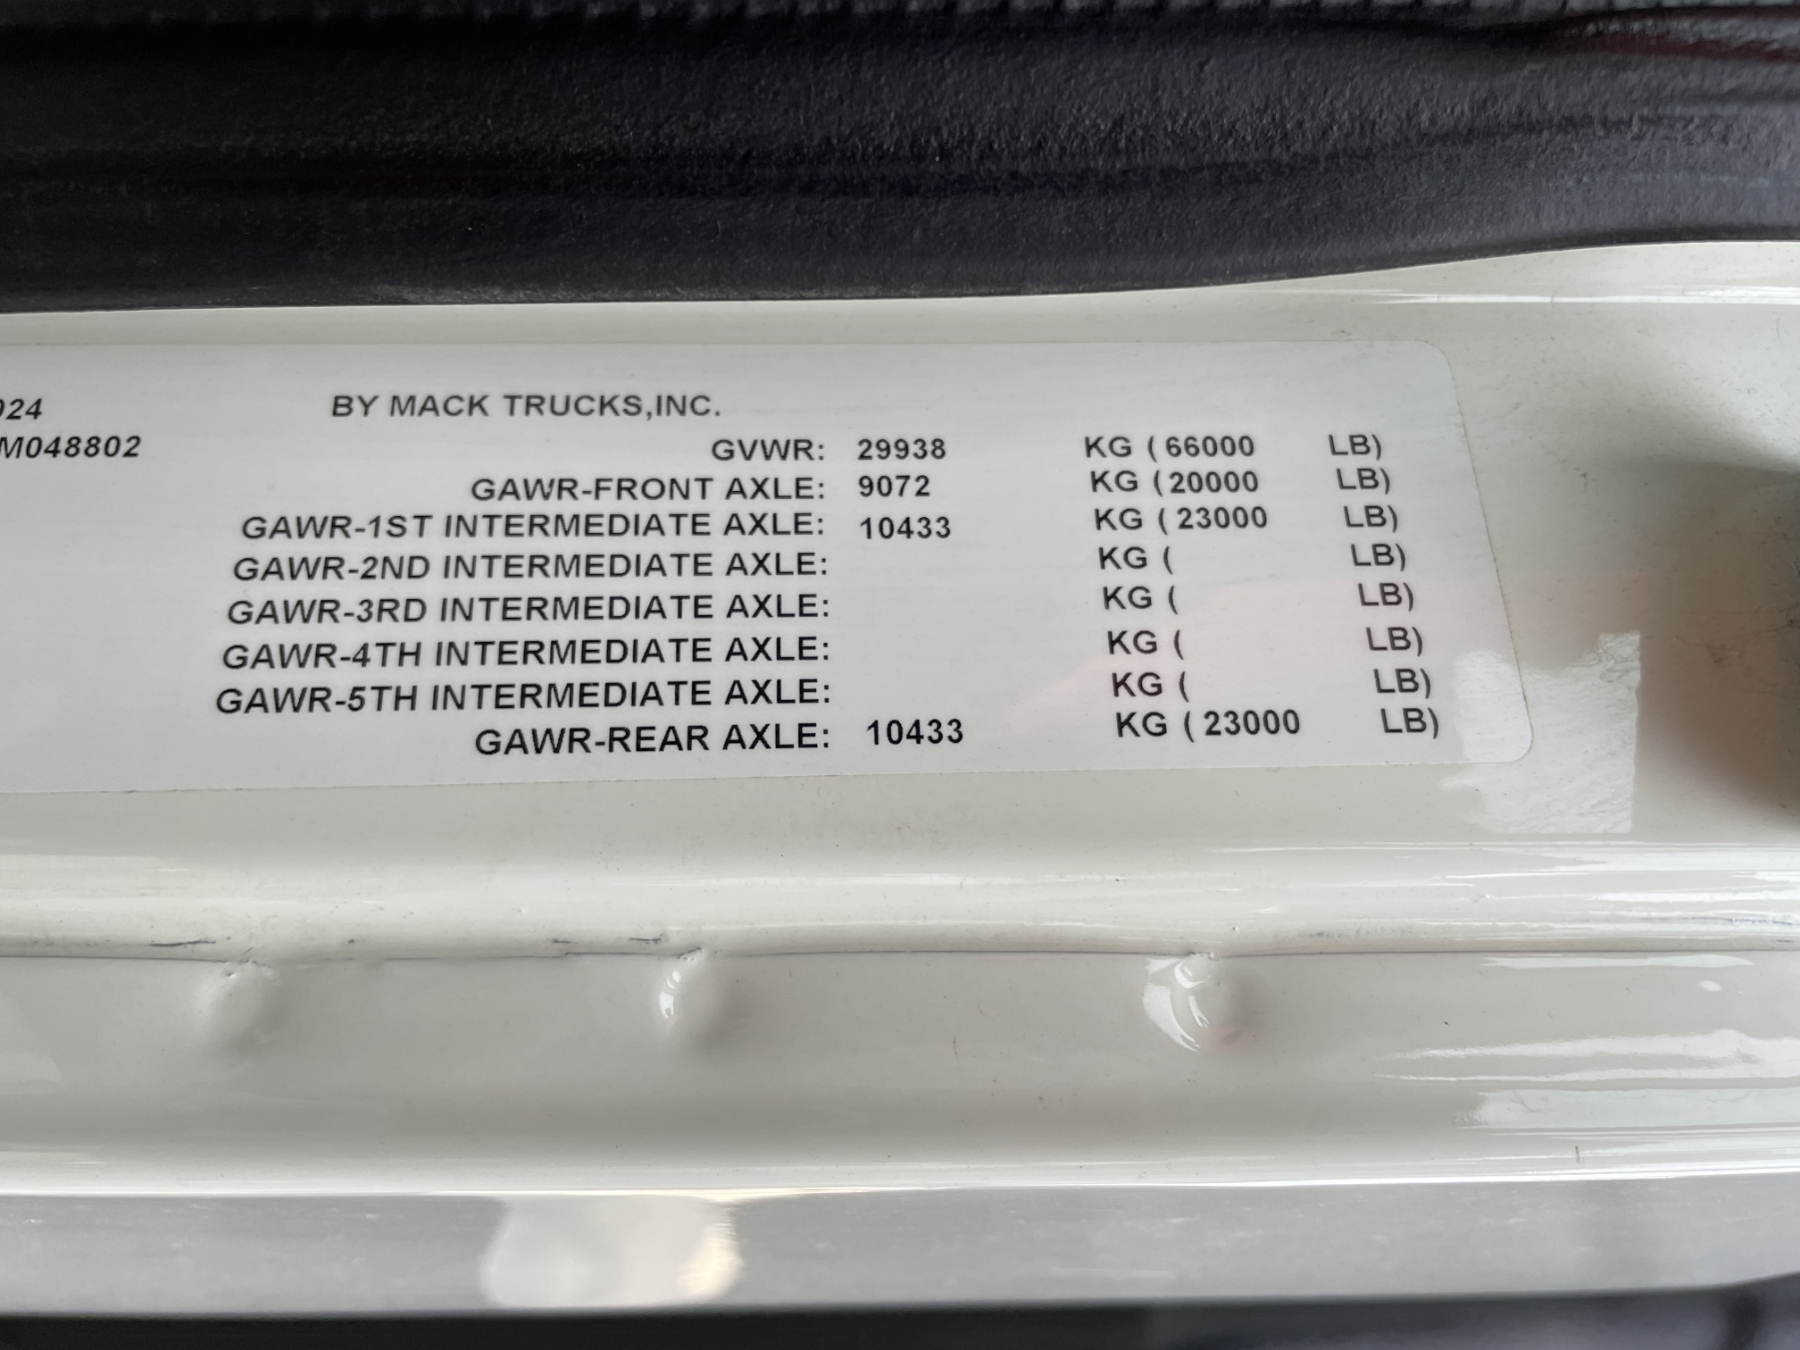 024 BY MACK TRUCKS,INC.
M048802 GVWR: 29938 KG ( 66000 LB)
GAWR-FRONT AXLE: 9072 KG ( 20000 LB)
GAWR-1ST INTERMEDIATE AXLE: 10433 KG ( 23000 LB)
GAWR-2ND INTERMEDIATE AXLE: KG ( LB)
GAWR-3RD INTERMEDIATE AXLE: KG ( LB)
GAWR-4TH INTERMEDIATE AXLE: KG ( LB)
GAWR-5TH INTERMEDIATE AXLE: KG ( LB)
GAWR-REAR AXLE: 10433 KG ( 23000 LB)